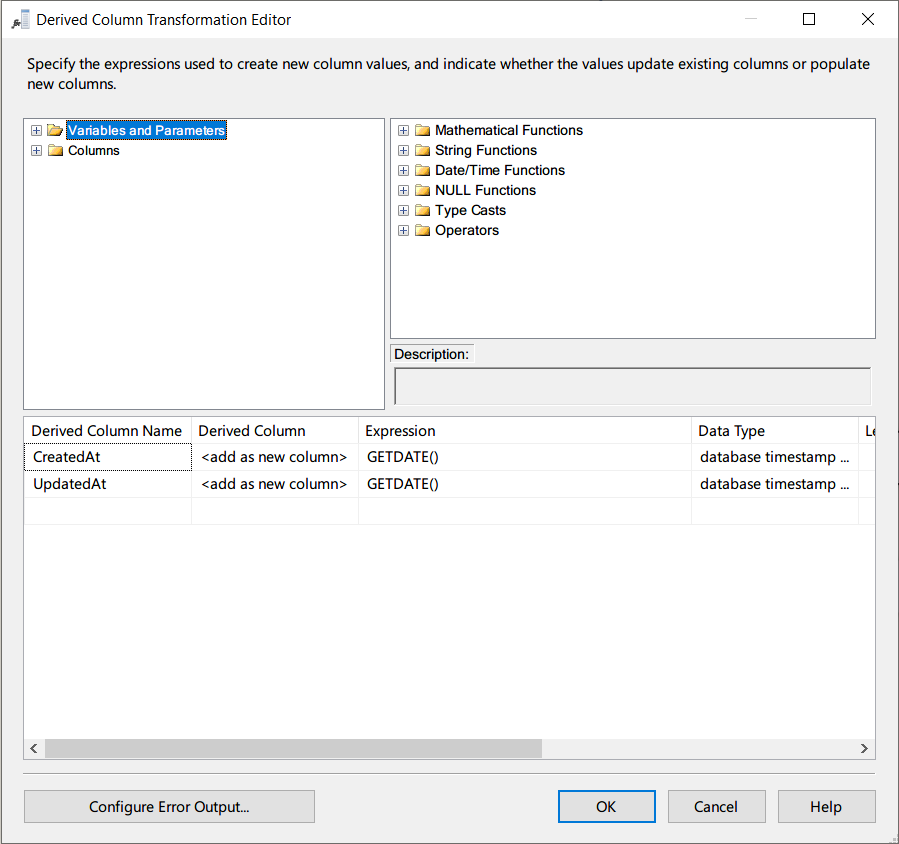 Derived Column Transformation Editor
Specify the expressions used to create new column values, and indicate whether the values update existing columns or populate
new columns.
Variables and Parameters
Columns
Mathematical Functions
String Functions
Date/Time Functions
NULL Functions
Type Casts
Operators
Description:
Derived Column Name Derived Column Expression Data Type Le
CreatedAt <add as new column> GETDATE() database timestamp ...
UpdatedAt <add as new column> GETDATE() database timestamp ...
Configure Error Output... OK Cancel Help